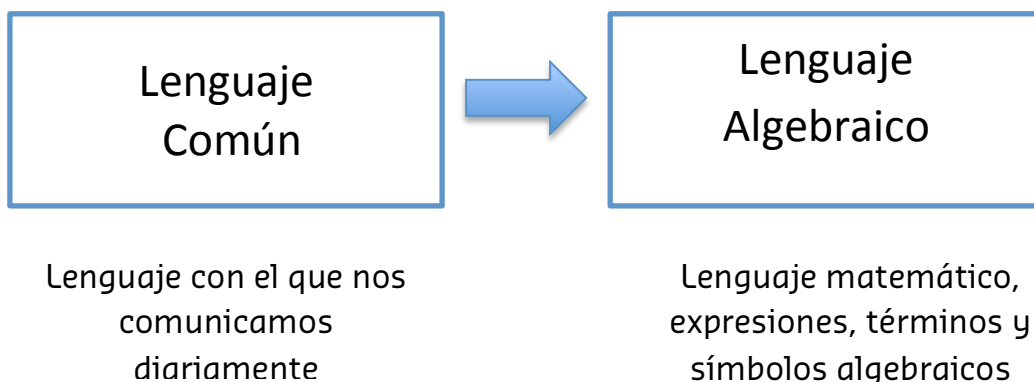 Lenguaje
Común
Lenguaje
Algebraico
Lenguaje con el que nos
comunicamos
diariamente
Lenguaje matemático,
expresiones, términos y
símbolos algebraicos